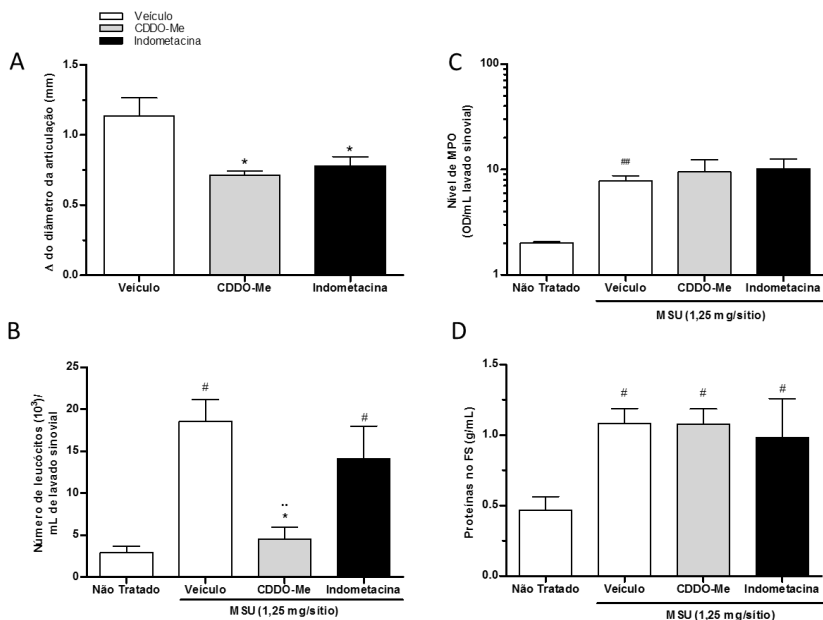 Veículo
CDDO-Me
Indometacina
A
Δ do diâmetro da articulação (mm)
1.5
1.0
0.5
0.0
*
*
Veículo
CDDO-Me
Indometacina
C
Nível de MPO
(OD/mL lavado sinovial)
100
10
1
##
Não Tratado
Veículo
CDDO-Me
Indometacina
MSU (1,25 mg/sítio)
B
Número de leucócitos (10³)/
mL de lavado sinovial
25
20
15
10
5
0
#
··
*
#
Não Tratado
Veículo
CDDO-Me
Indometacina
MSU (1,25 mg/sítio)
D
Proteínas no FS (g/mL)
1.5
1.0
0.5
0.0
#
#
#
Não Tratado
Veículo
CDDO-Me
Indometacina
MSU (1,25 mg/sítio)